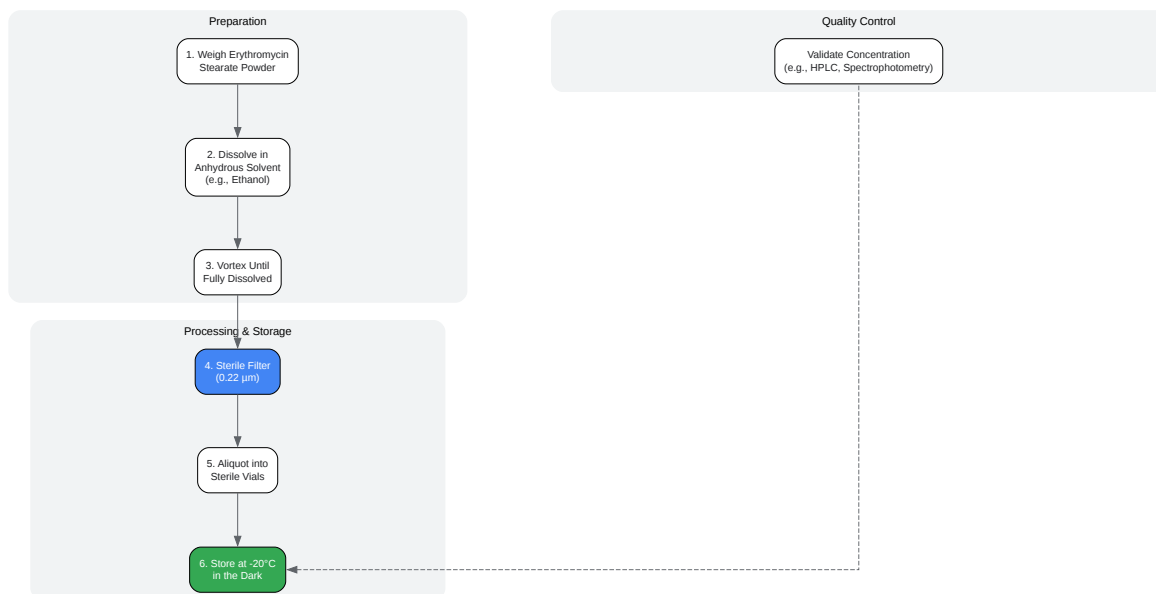 Preparation
1. Weigh Erythromycin
Stearate Powder
2. Dissolve in
Anhydrous Solvent
(e.g., Ethanol)
3. Vortex Until
Fully Dissolved
Processing & Storage
4. Sterile Filter
(0.22 µm)
5. Aliquot into
Sterile Vials
6. Store at -20°C
in the Dark
Quality Control
Validate Concentration
(e.g., HPLC, Spectrophotometry)